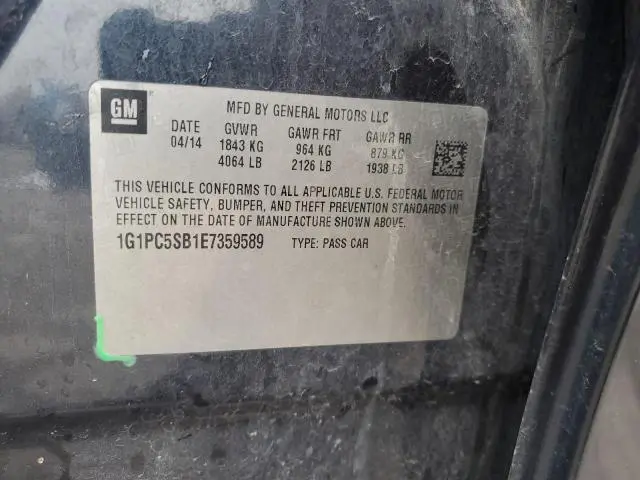 GM
MFD BY GENERAL MOTORS LLC
DATE GVWR GAWR FRT GAWR RR
04/14 1843 KG 964 KG 879 KG
4064 LB 2126 LB 1938 LB
THIS VEHICLE CONFORMS TO ALL APPLICABLE U.S. FEDERAL MOTOR
VEHICLE SAFETY, BUMPER, AND THEFT PREVENTION STANDARDS IN
EFFECT ON THE DATE OF MANUFACTURE SHOWN ABOVE.
1G1PC5SB1E7359589 TYPE: PASS CAR